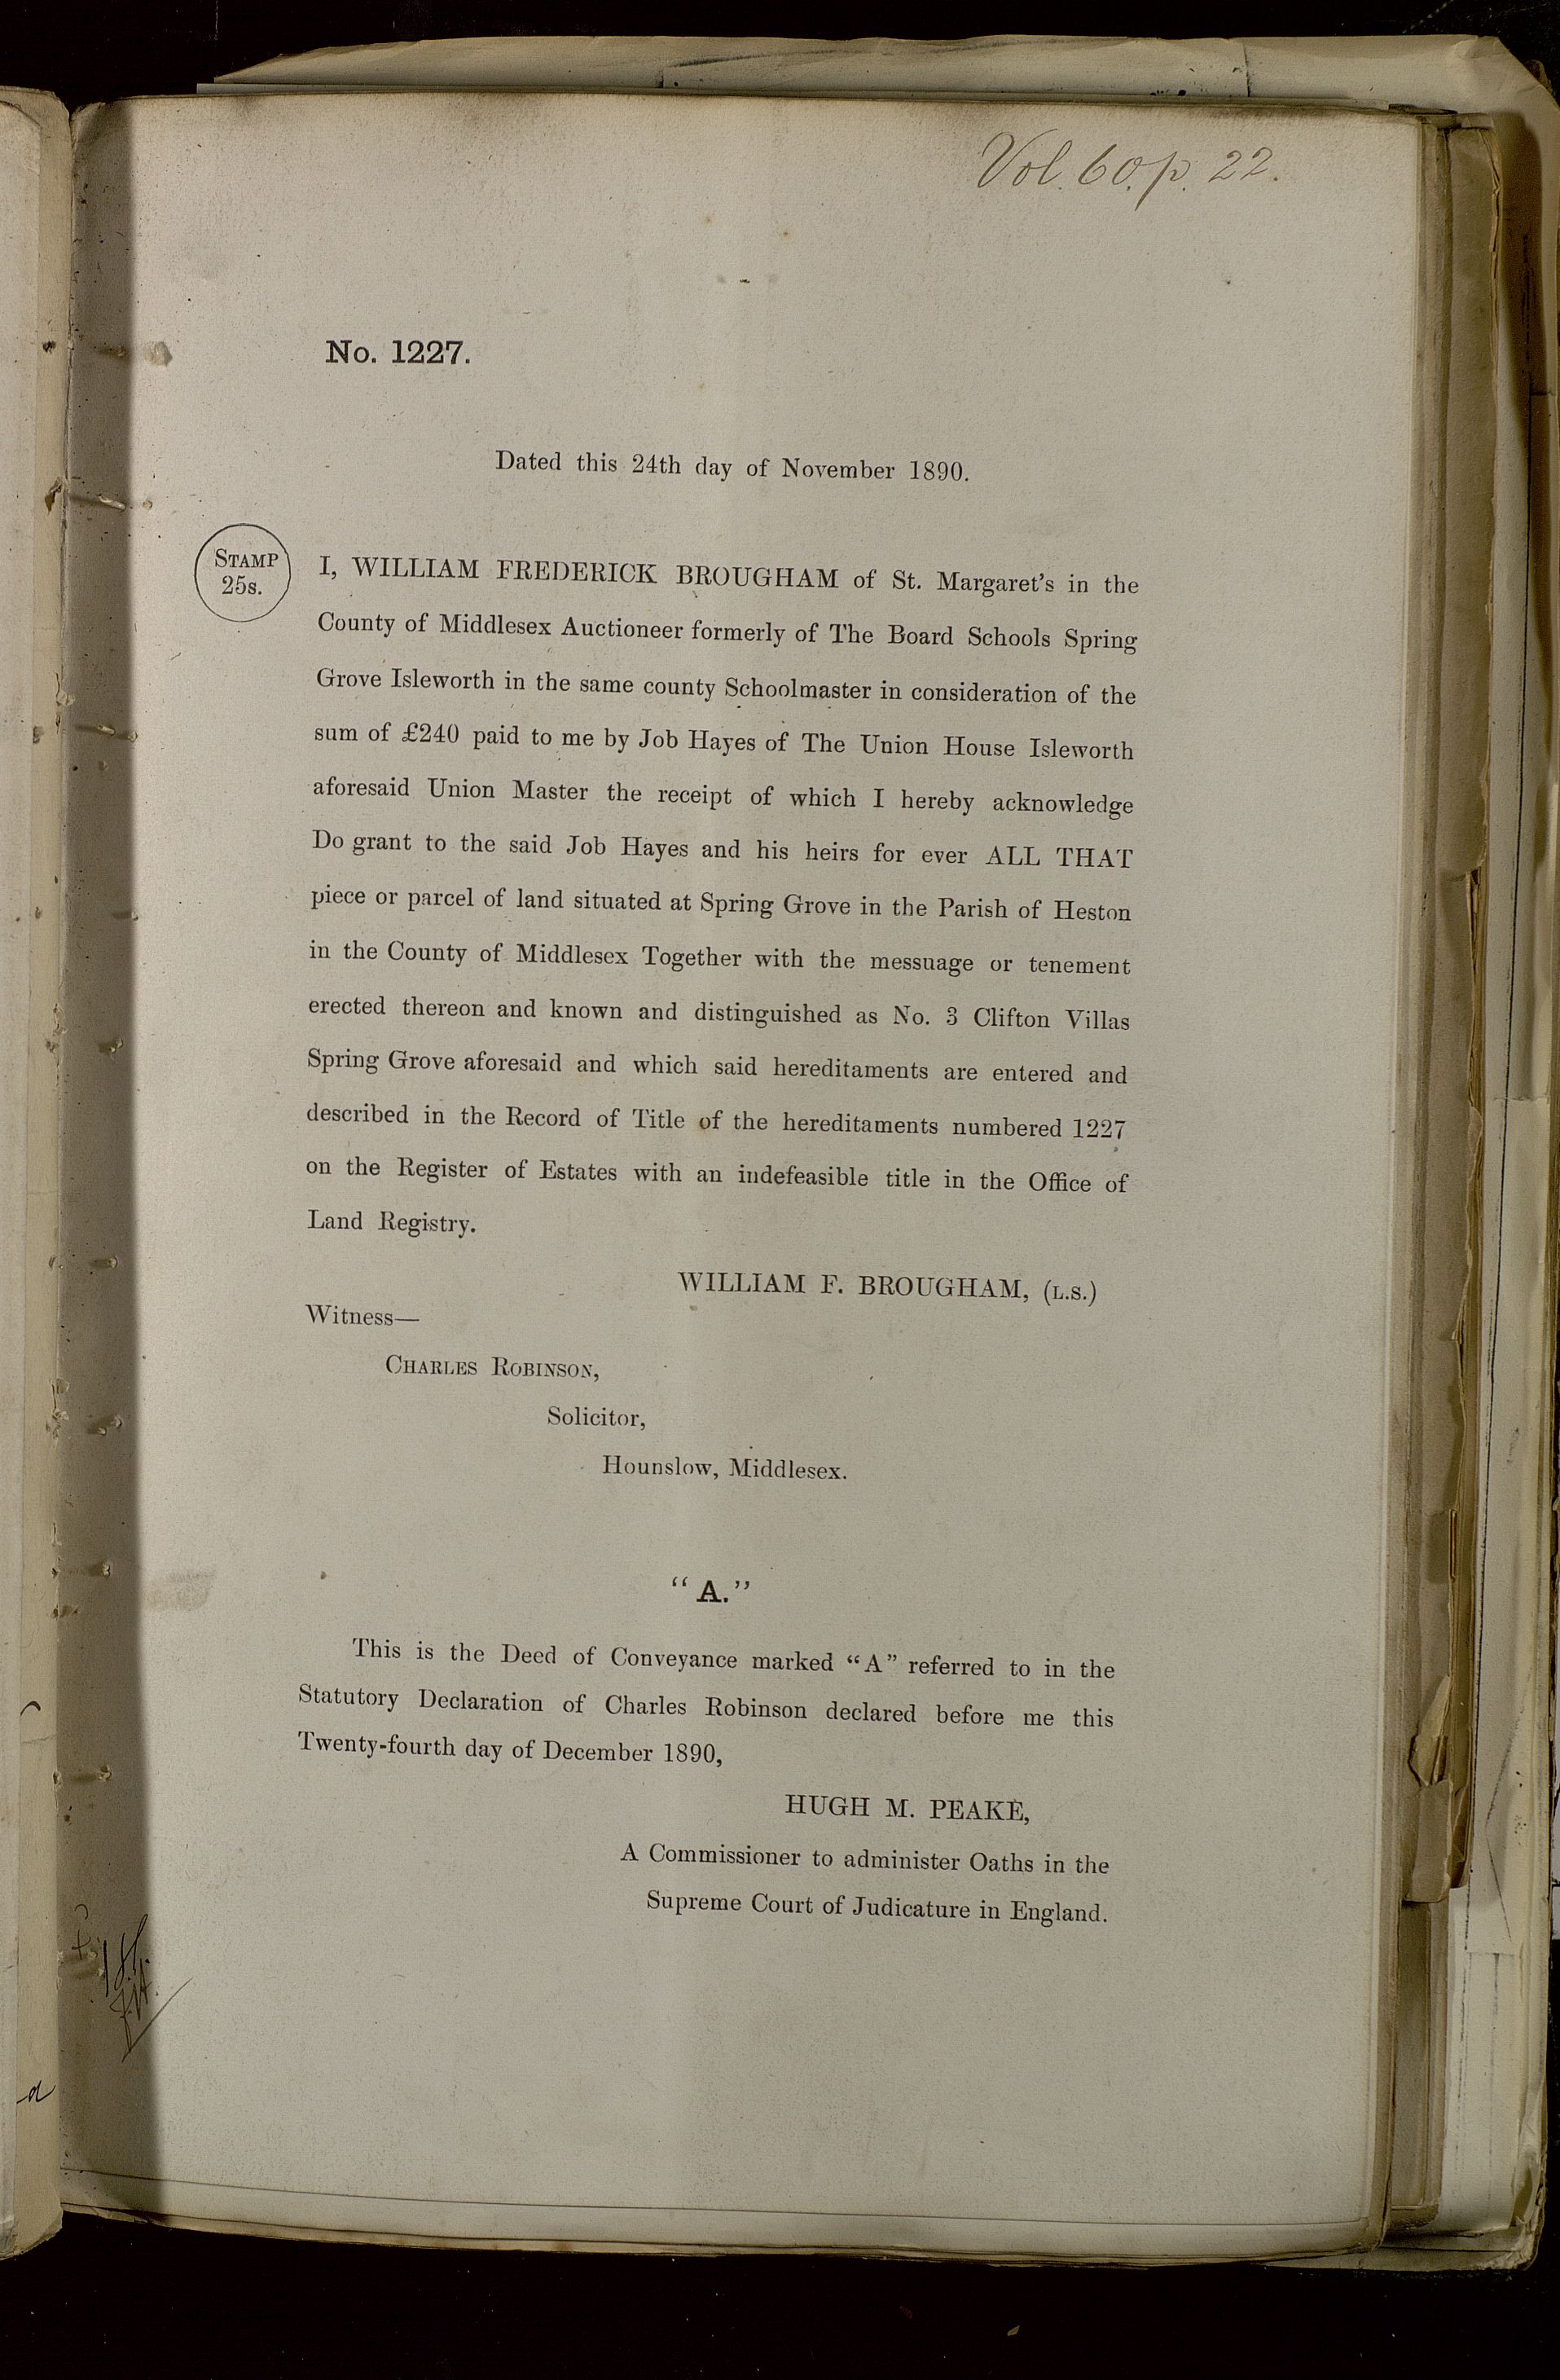 Vol. 60. p. 22.
No. 1227.
Dated this 24th day of November 1890.
STAMP
25s.
I, WILLIAM FREDERICK BROUGHAM of St. Margaret's in the
County of Middlesex Auctioneer formerly of The Board Schools Spring
Grove Isleworth in the same county Schoolmaster in consideration of the
sum of £240 paid to me by Job Hayes of The Union House Isleworth
aforesaid Union Master the receipt of which I hereby acknowledge
Do grant to the said Job Hayes and his heirs for ever ALL THAT
piece or parcel of land situated at Spring Grove in the Parish of Heston
in the County of Middlesex Together with the messuage or tenement
erected thereon and known and distinguished as No. 3 Clifton Villas
Spring Grove aforesaid and which said hereditaments are entered and
described in the Record of Title of the hereditaments numbered 1227
on the Register of Estates with an indefeasible title in the Office of
Land Registry.
WILLIAM F. BROUGHAM, (L.S.)
Witness—
CHARLES ROBINSON,
Solicitor,
Hounslow, Middlesex.
"A."
This is the Deed of Conveyance marked "A" referred to in the
Statutory Declaration of Charles Robinson declared before me this
Twenty-fourth day of December 1890,
HUGH M. PEAKE,
A Commissioner to administer Oaths in the
Supreme Court of Judicature in England.